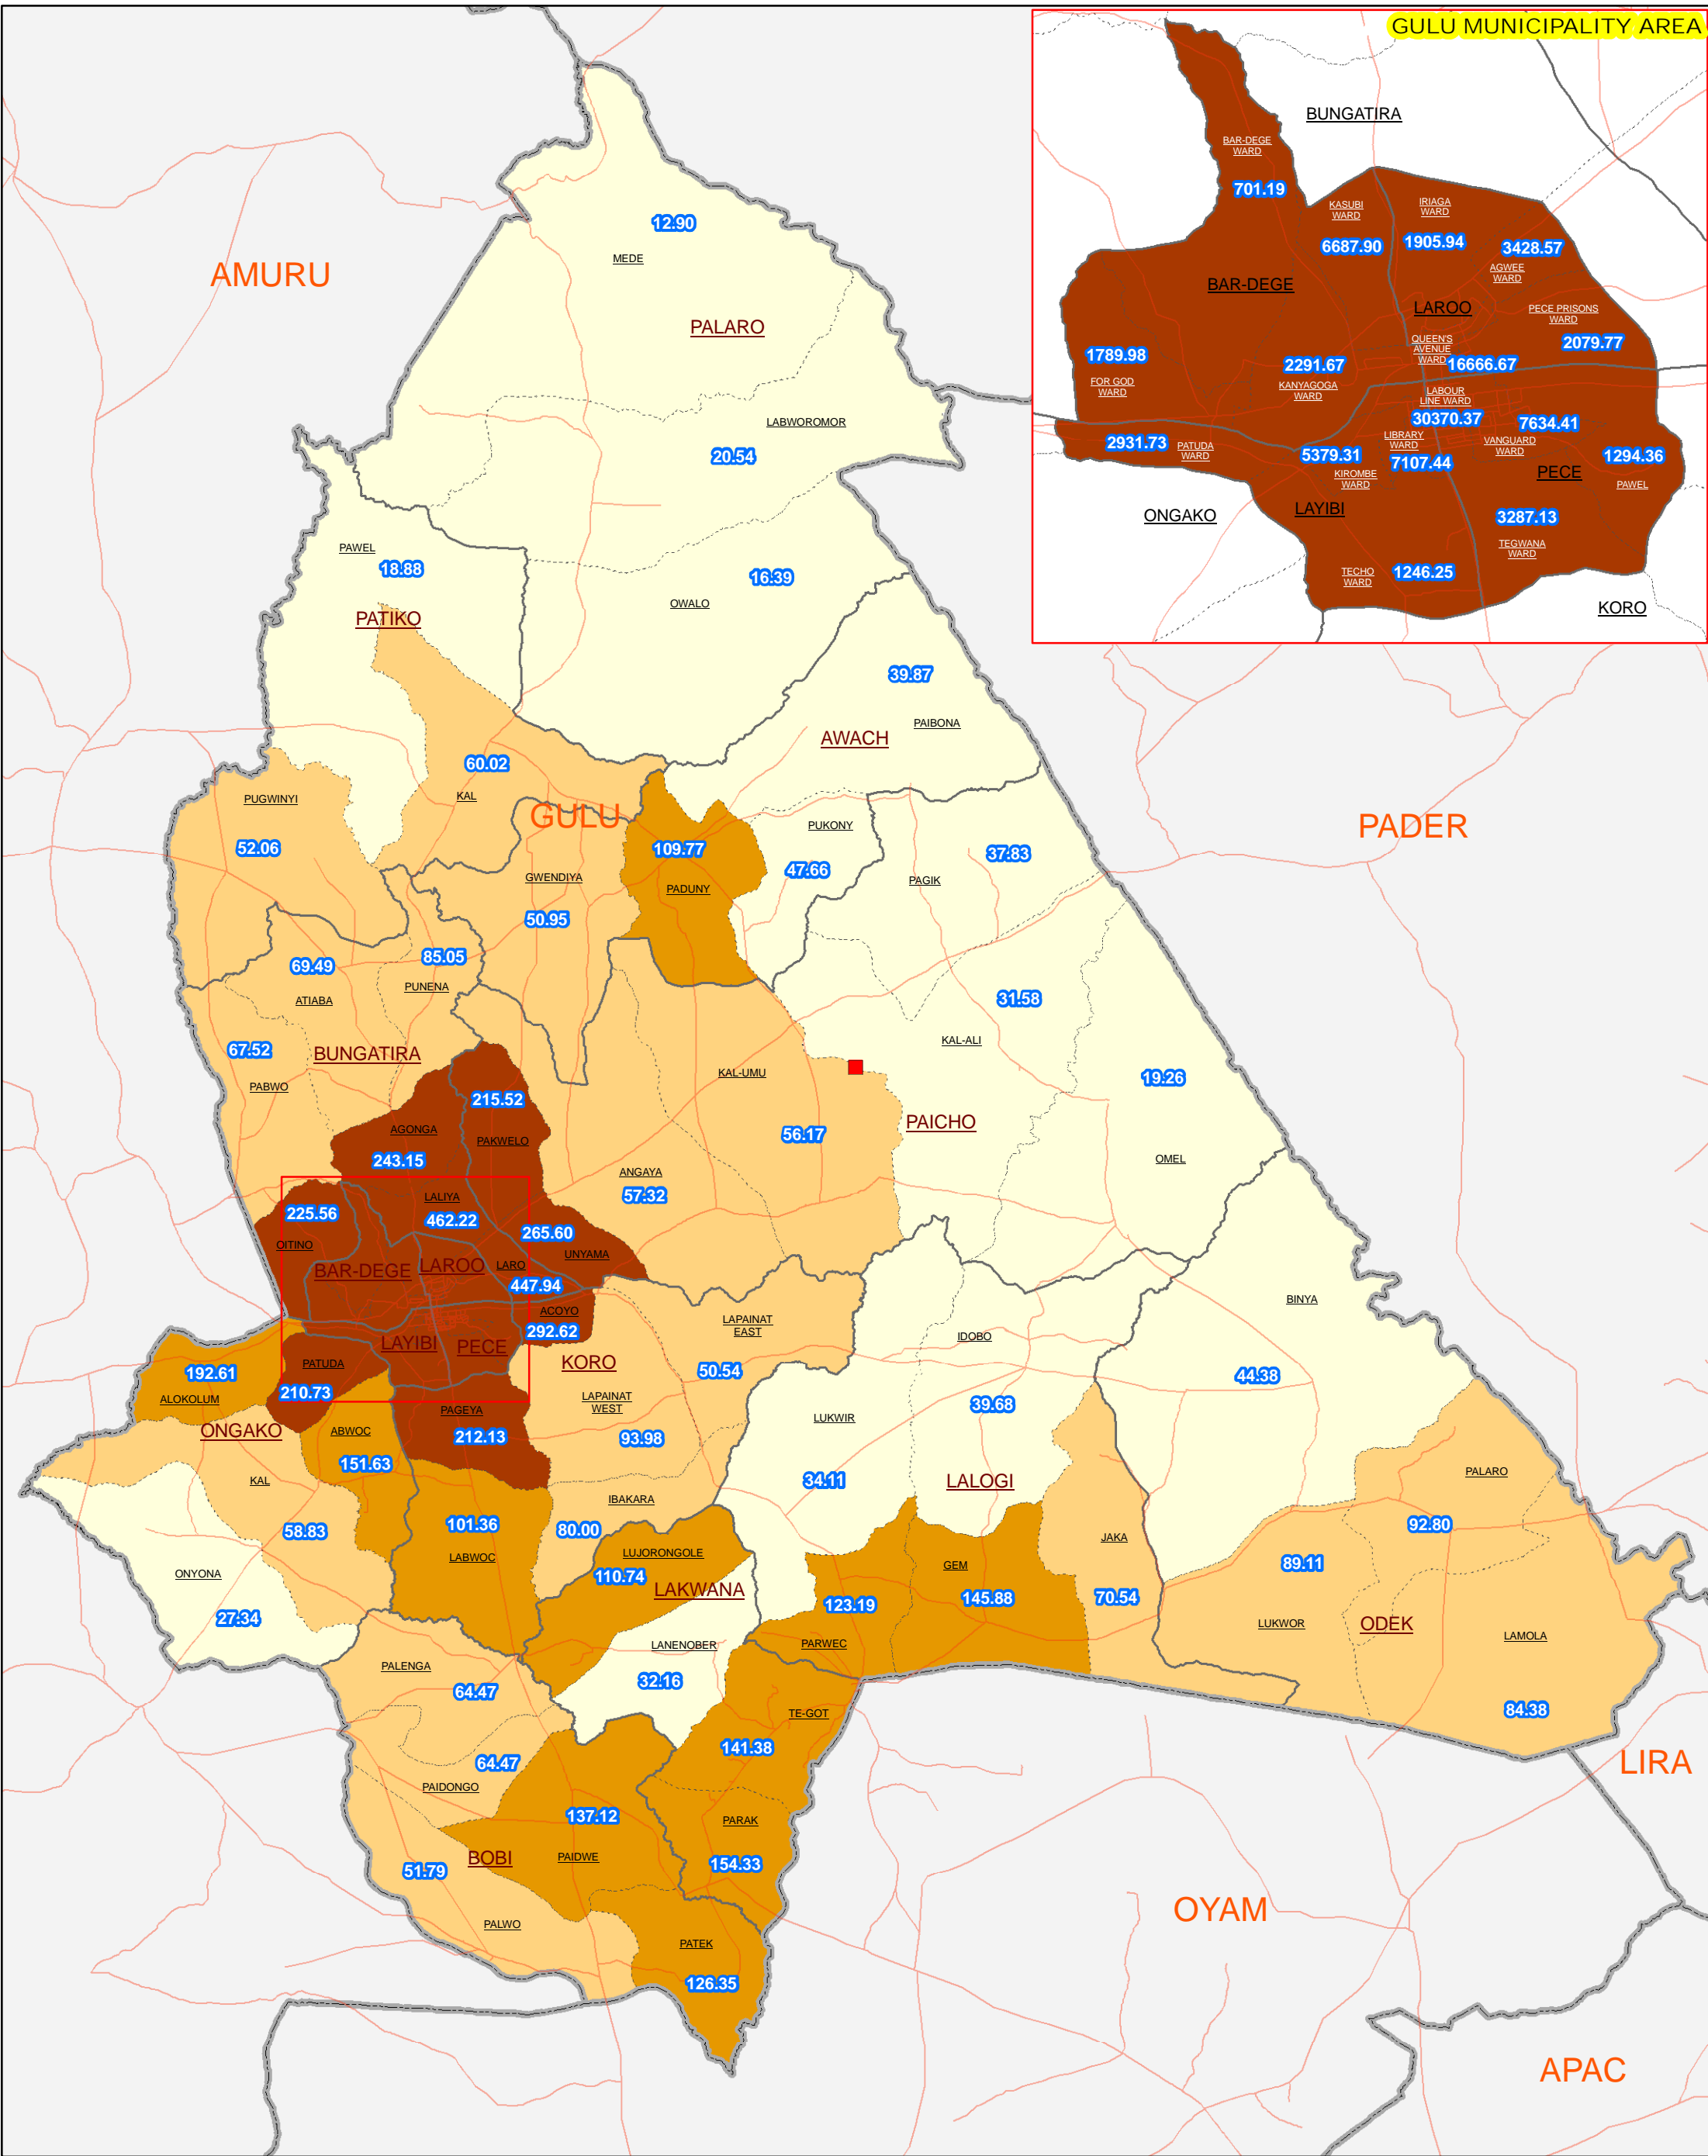 GULU MUNICIPALITY AREA
BUNGATIRA
BAR-DEGE
WARD
701.19
KASUBI
WARD
6687.90
IRIAGA
WARD
1905.94
3428.57
AGWEE
WARD
BAR-DEGE
LAROO
PECE PRISONS
WARD
2079.77
QUEEN'S
AVENUE
WARD
16666.67
1789.98
FOR GOD
WARD
2291.67
KANYAGOGA
WARD
LABOUR
LINE WARD
30370.37
7634.41
VANGUARD
WARD
2931.73
PATUDA
WARD
5379.31
KIROMBE
WARD
LIBRARY
WARD
7107.44
1294.36
PAWEL
PECE
ONGAKO
LAYIBI
3287.13
TEGWANA
WARD
TECHO
WARD
1246.25
KORO
AMURU
12.90
MEDE
PALARO
LABWOROMOR
20.54
PAWEL
18.88
PATIKO
16.39
OWALO
39.87
PAIBONA
AWACH
60.02
KAL
GULU
PUGWINYI
52.06
PADER
PUKONY
47.66
109.77
PADUNY
37.83
PAGIK
GWENDIYA
50.95
69.49
ATIABA
85.05
PUNENA
31.58
KAL-ALI
67.52
PABWO
BUNGATIRA
KAL-UMU
56.17
19.26
OMEL
PAICHO
215.52
PAKWELO
AGONGA
243.15
ANGAYA
57.32
LALIYA
462.22
225.56
OITINO
265.60
UNYAMA
BAR-DEGE
LAROO
LARO
447.94
ACOYO
292.62
LAYIBI
PECE
KORO
LAPAINAT
EAST
50.54
IDOBO
39.68
BINYA
44.38
PATUDA
210.73
192.61
ALOKOLUM
ONGAKO
ABWOC
151.63
PAGEYA
212.13
LAPAINAT
WEST
93.98
LUKWIR
34.11
LALOGI
KAL
58.83
IBAKARA
80.00
101.36
LABWOC
PALARO
92.80
JAKA
70.54
89.11
LUKWOR
ODEK
LAMOLA
84.38
ONYONA
27.34
LUJORONGOLE
110.74
LAKWANA
GEM
145.88
123.19
PARWEC
LANENOBER
32.16
PALENGA
64.47
TE-GOT
141.38
64.47
PAIDONGO
LIRA
137.12
PAIDWE
PARAK
154.33
BOBI
51.79
PALWO
OYAM
PATEK
126.35
APAC